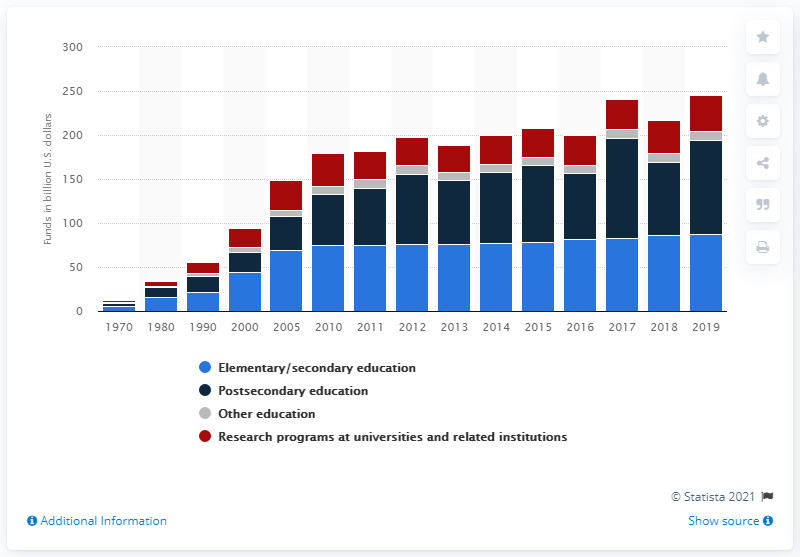 300
250
200
150
100
50
0
Funds in billion U.S. dollars
1970 1980 1990 2000 2005 2010 2011 2012 2013 2014 2015 2016 2017 2018 2019
Elementary/secondary education
Postsecondary education
Other education
Research programs at universities and related institutions
© Statista 2021
Additional Information
Show source